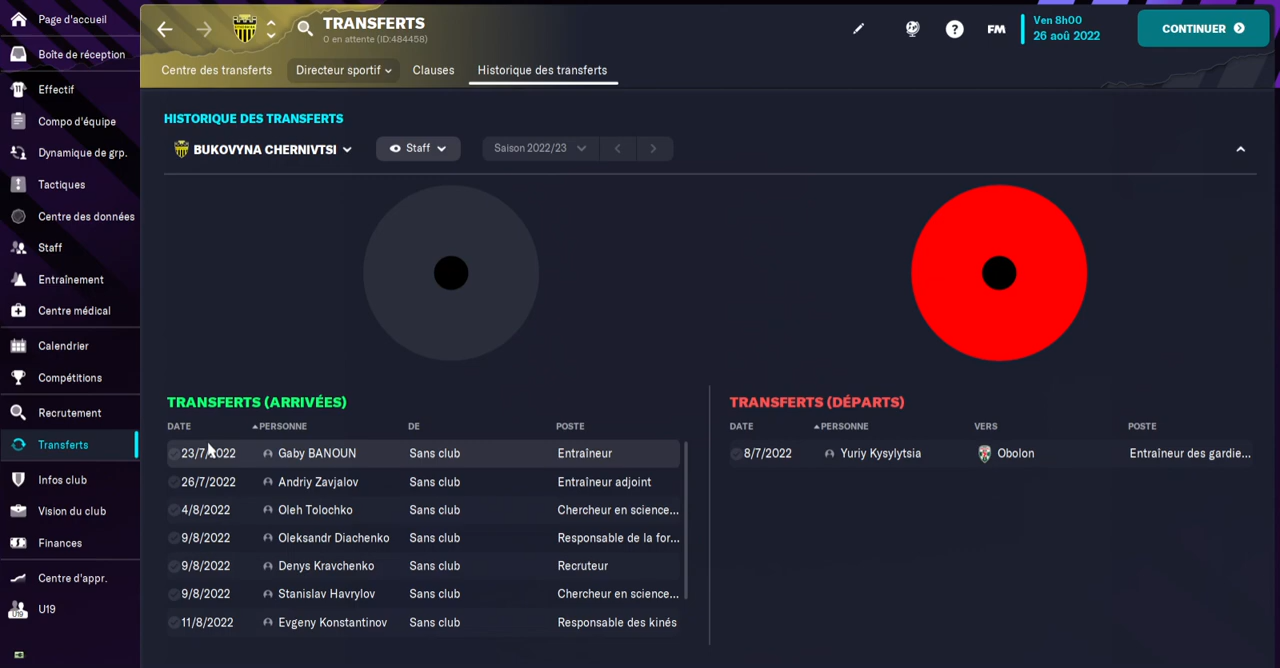 Page d'accueil
Boîte de réception
Effectif
Compo d'équipe
Dynamique de grp.
Tactiques
Centre des données
Staff
Entraînement
Centre médical
Calendrier
Compétitions
Recrutement
Transferts
Infos club
Vision du club
Finances
Centre d'appr.
U19
TRANSFERTS
0 en attente (ID:484458)
FM
Ven 8h00
26 aoû 2022
CONTINUER
Centre des transferts
Directeur sportif
Clauses
Historique des transferts
HISTORIQUE DES TRANSFERTS
BUKOVYNA CHERNIVTSI
Staff
Saison 2022/23
TRANSFERTS (ARRIVÉES)
DATE PERSONNE DE POSTE
23/7/2022 Gaby BANOUN Sans club Entraîneur
26/7/2022 Andriy Zavjalov Sans club Entraîneur adjoint
4/8/2022 Oleh Tolochko Sans club Chercheur en science...
9/8/2022 Oleksandr Diachenko Sans club Responsable de la for...
9/8/2022 Denys Kravchenko Sans club Recruteur
9/8/2022 Stanislav Havrylov Sans club Chercheur en science...
11/8/2022 Evgeny Konstantinov Sans club Responsable des kinés
TRANSFERTS (DÉPARTS)
DATE PERSONNE VERS POSTE
8/7/2022 Yuriy Kysylytsia Obolon Entraîneur des gardie...